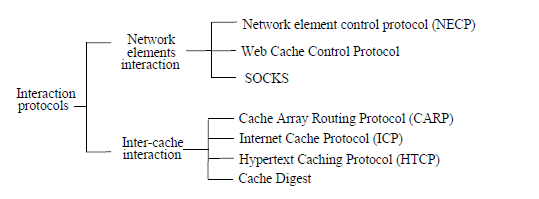 Network element control protocol (NECP)
Network
elements
interaction
Web Cache Control Protocol
SOCKS
Interaction
protocols
Cache Array Routing Protocol (CARP)
Inter-cache
interaction
Internet Cache Protocol (ICP)
Hypertext Caching Protocol (HTCP)
Cache Digest